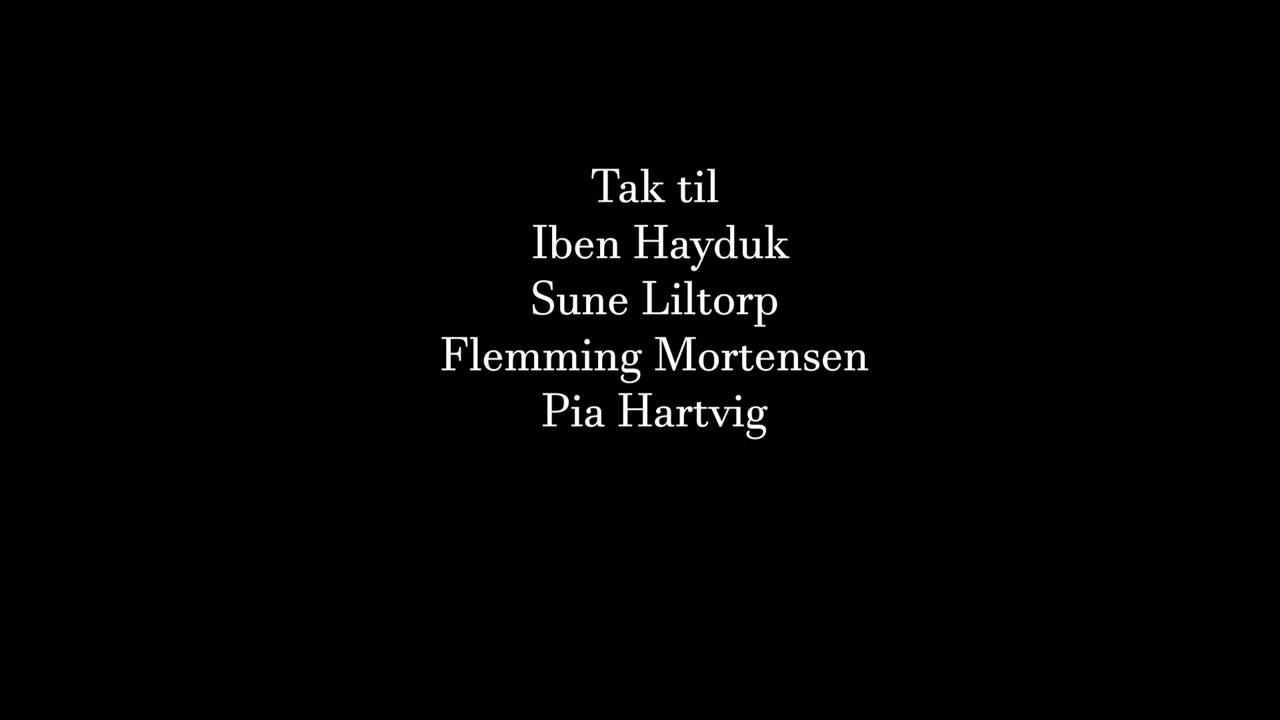 Tak til
Iben Hayduk
Sune Liltorp
Flemming Mortensen
Pia Hartvig